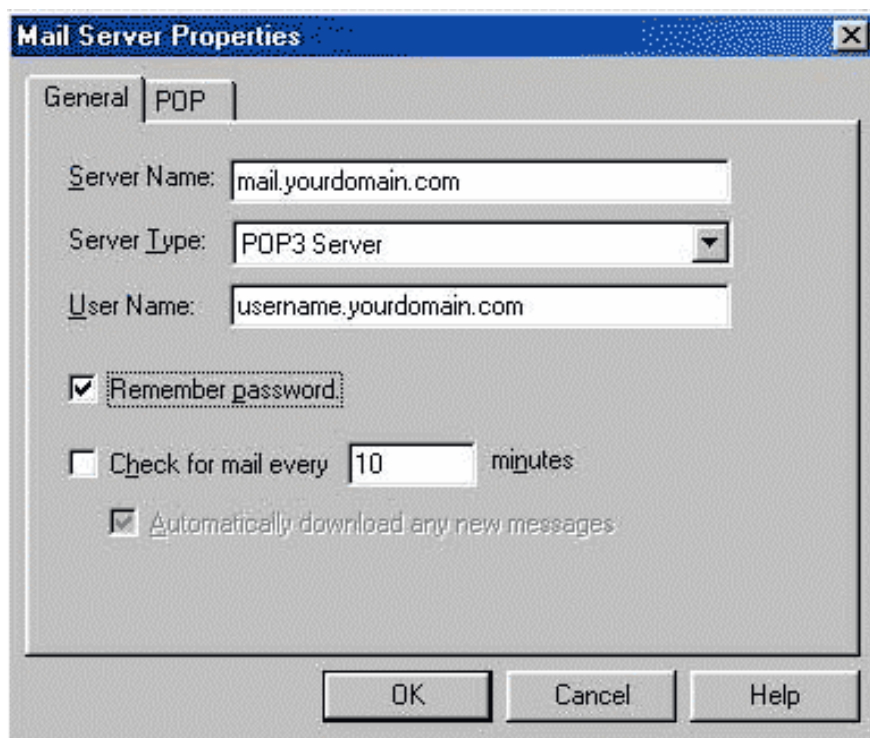 Mail Server Properties
General POP
Server Name: mail.yourdomain.com
Server Type: POP3 Server
User Name: username.yourdomain.com
Remember password.
Check for mail every 10 minutes
Automatically download any new messages
OK Cancel Help